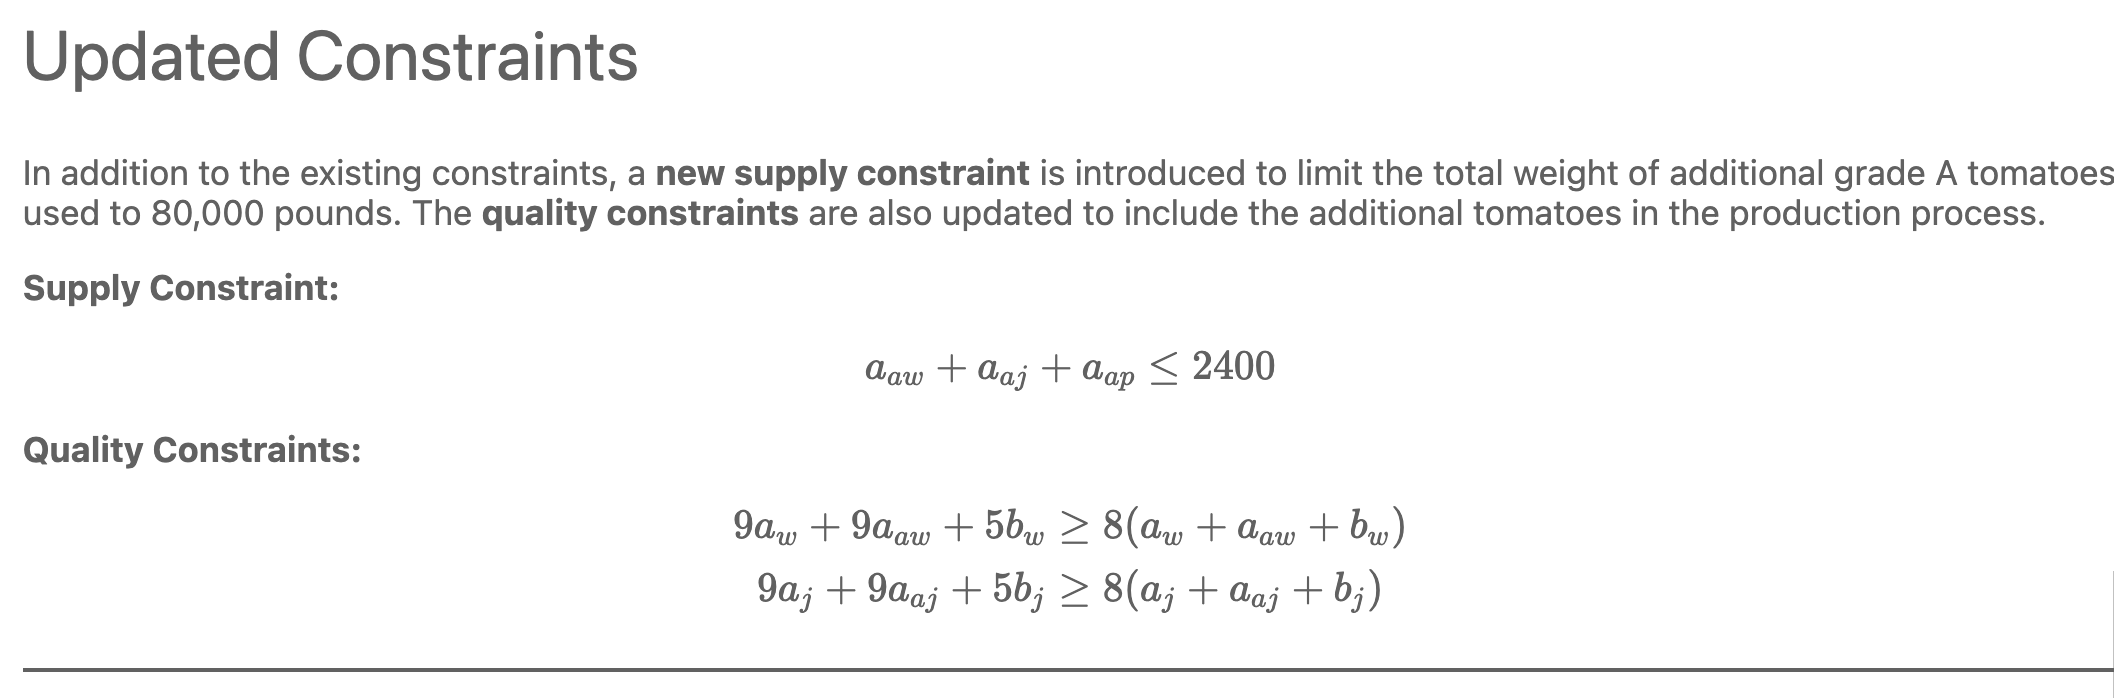 Updated Constraints
In addition to the existing constraints, a new supply constraint is introduced to limit the total weight of additional grade A tomatoes
used to 80,000 pounds. The quality constraints are also updated to include the additional tomatoes in the production process.
Supply Constraint:
a_{aw} + a_{aj} + a_{ap} ≤ 2400
Quality Constraints:
9a_w + 9a_{aw} + 5b_w ≥ 8(a_w + a_{aw} + b_w)
9a_j + 9a_{aj} + 5b_j ≥ 8(a_j + a_{aj} + b_j)